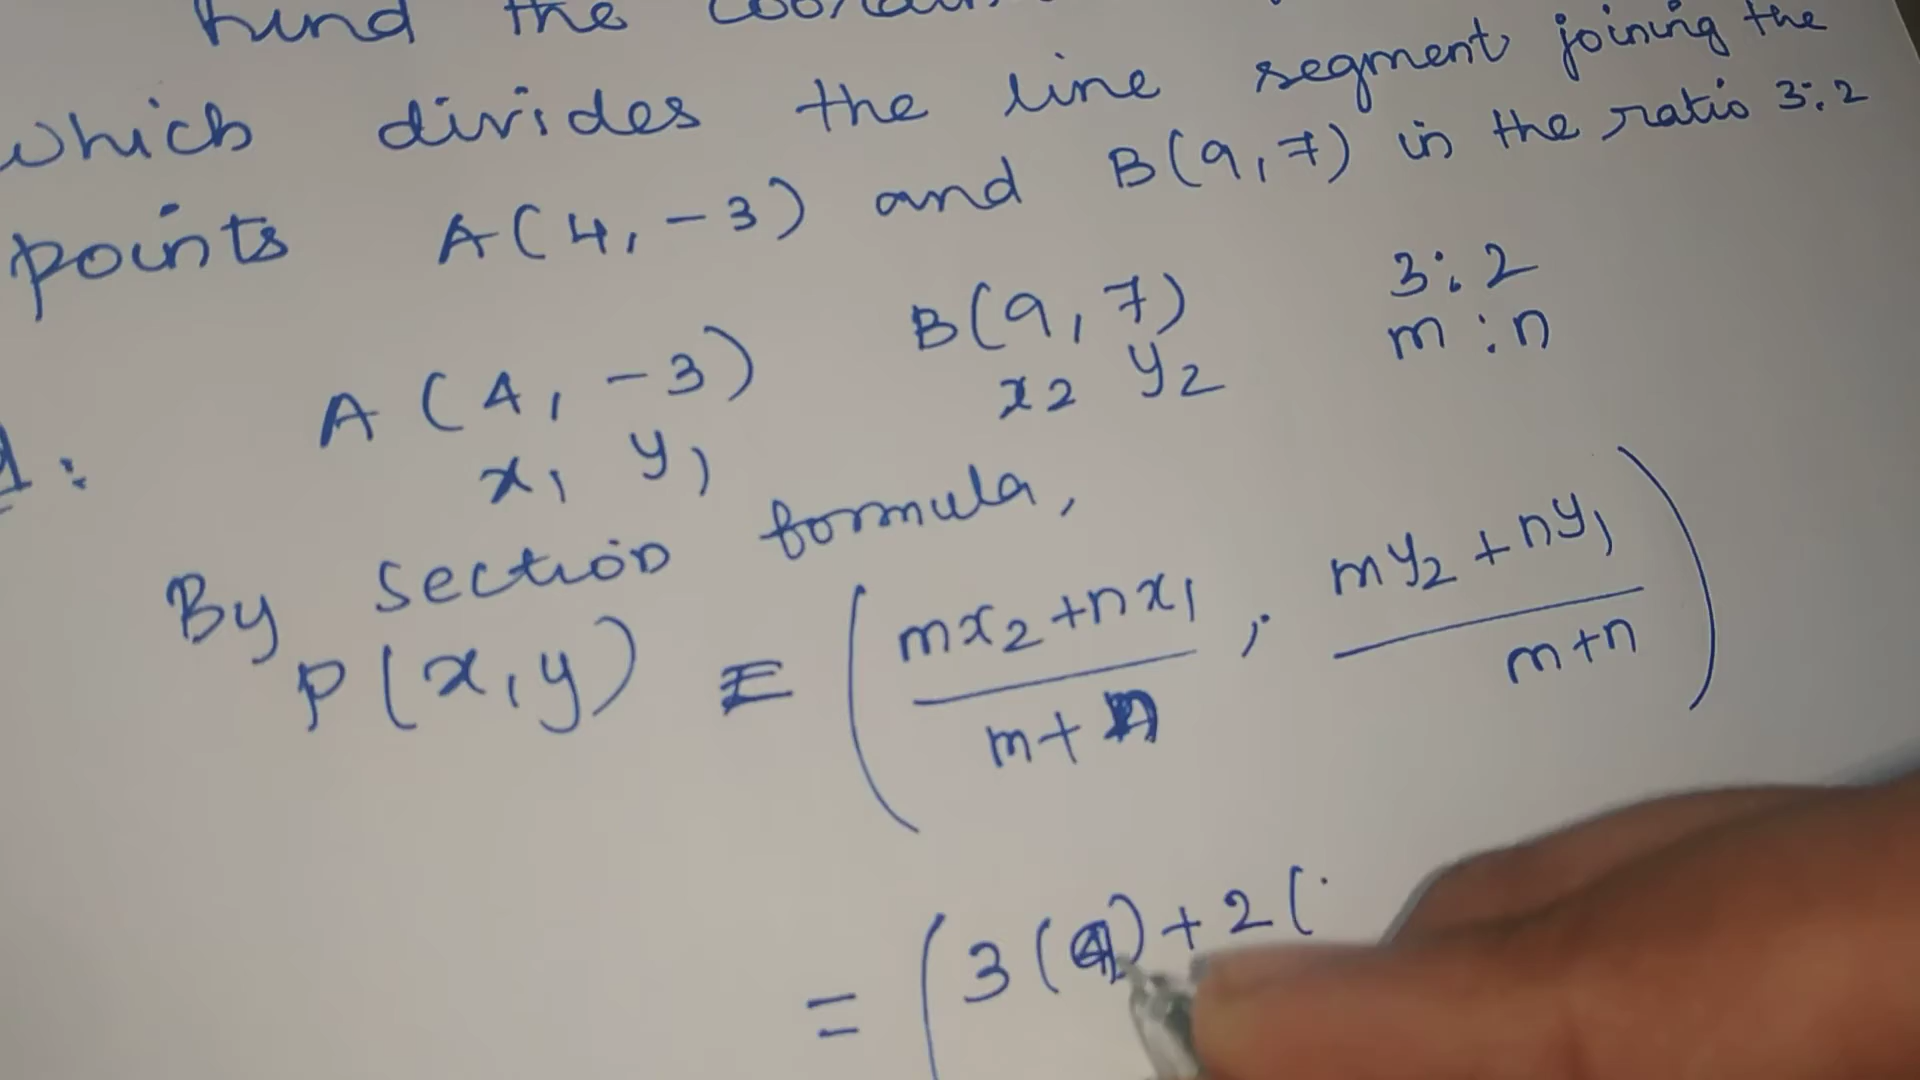 Find the
which divides the line segment joining the
points A(4, -3) and B(9, 7) in the ratio 3:2
A(4, -3) B(9, 7) 3:2
x1 y1 x2 y2 m:n
By section formula,
P(x, y) = (mx2+nx1 / m+n , my2+ny1 / m+n)
= (3(9)+2(